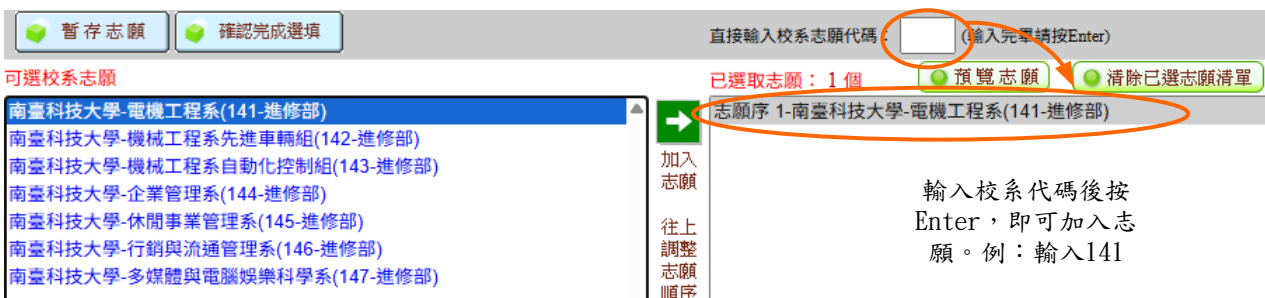 暫存志願
確認完成選填
直接輸入校系志願代碼： (輸入完畢請按Enter)
可選校系志願
已選取志願： 1 個
預覽志願
清除已選志願清單
南臺科技大學-電機工程系(141-進修部)
南臺科技大學-機械工程系先進車輛組(142-進修部)
南臺科技大學-機械工程系自動化控制組(143-進修部)
南臺科技大學-企業管理系(144-進修部)
南臺科技大學-休閒事業管理系(145-進修部)
南臺科技大學-行銷與流通管理系(146-進修部)
南臺科技大學-多媒體與電腦娛樂科學系(147-進修部)
加入
志願
往上
調整
志願
順序
志願序 1-南臺科技大學-電機工程系(141-進修部)
輸入校系代碼後按
Enter，即可加入志
願。例：輸入141